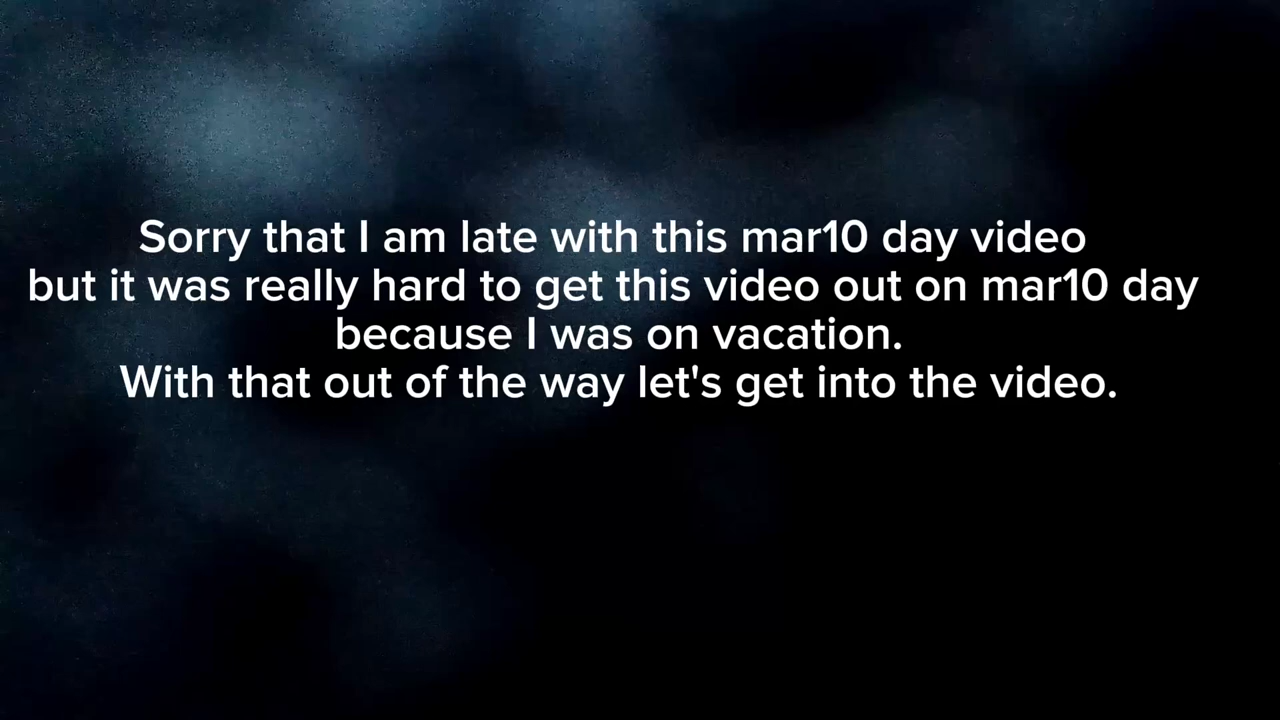 Sorry that I am late with this mar10 day video
but it was really hard to get this video out on mar10 day
because I was on vacation.
With that out of the way let's get into the video.